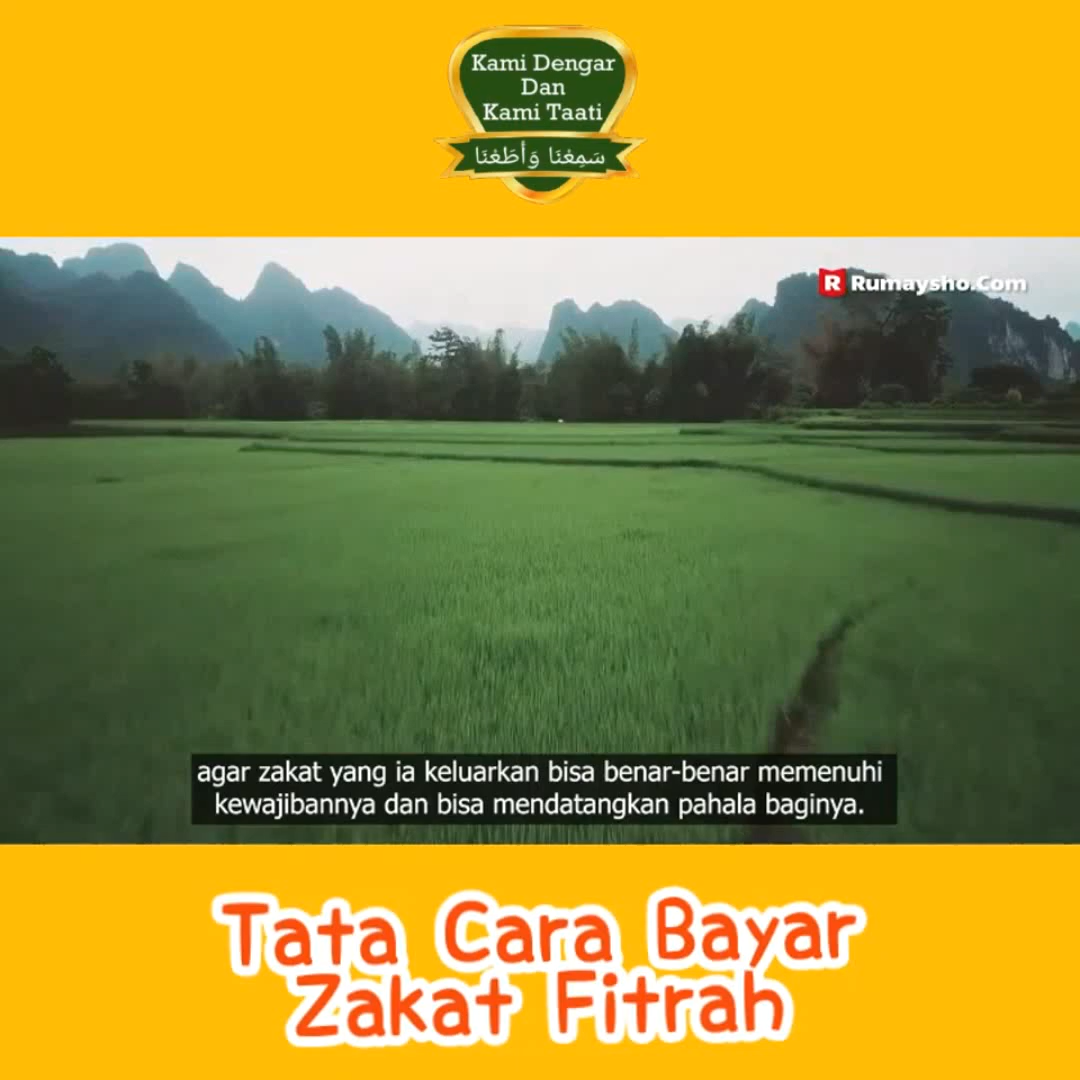 Kami Dengar
Dan
Kami Taati
سَمِعْنَا وَأَطَعْنَا
R Rumaysho.Com
agar zakat yang ia keluarkan bisa benar-benar memenuhi
kewajibannya dan bisa mendatangkan pahala baginya.
Tata Cara Bayar
Zakat Fitrah